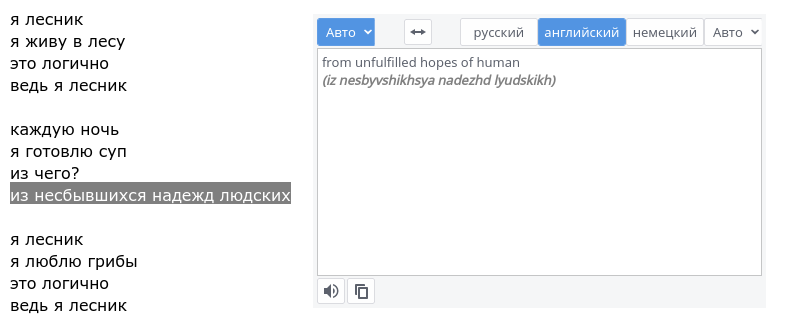 я лесник
я живу в лесу
это логично
ведь я лесник
каждую ночь
я готовлю суп
из чего?
из несбывшихся надежд людских
я лесник
я люблю грибы
это логично
ведь я лесник
Авто
русский
английский
немецкий
Авто
from unfulfilled hopes of human
(iz nesbyvshikhsya nadezhd lyudskikh)